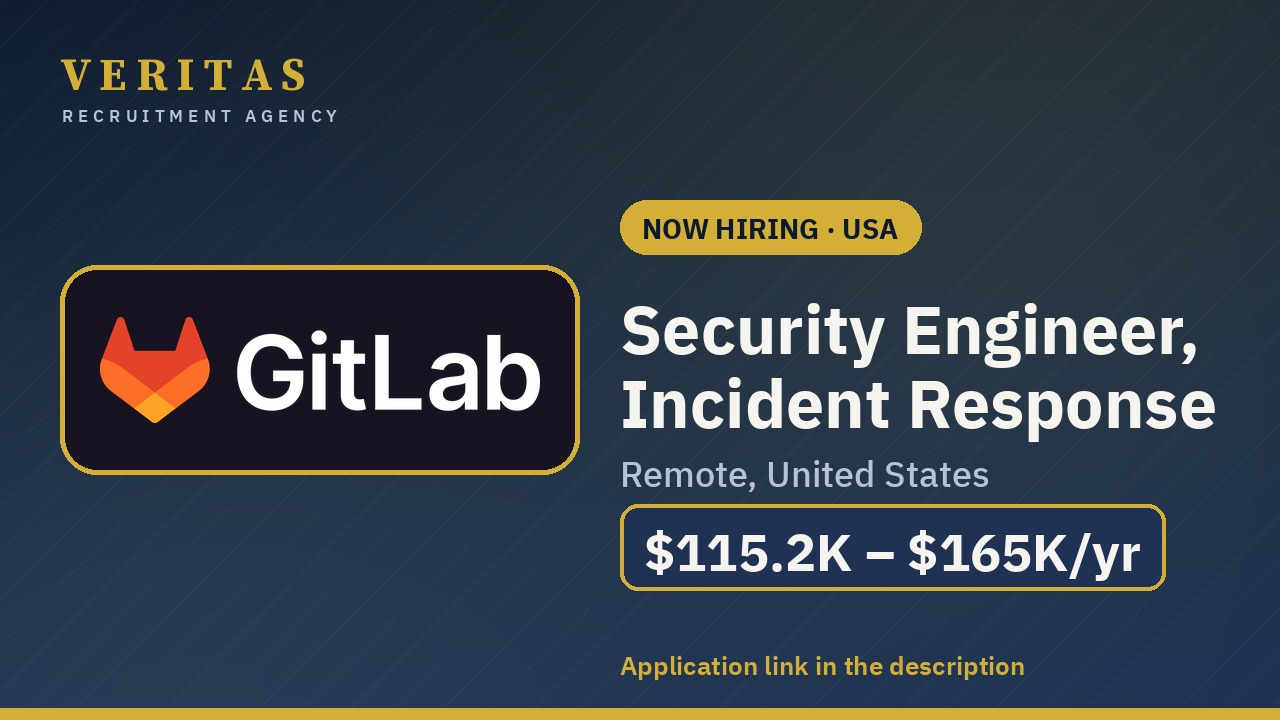 VERITAS
RECRUITMENT AGENCY
NOW HIRING · USA
GitLab
Security Engineer,
Incident Response
Remote, United States
$115.2K – $165K/yr
Application link in the description